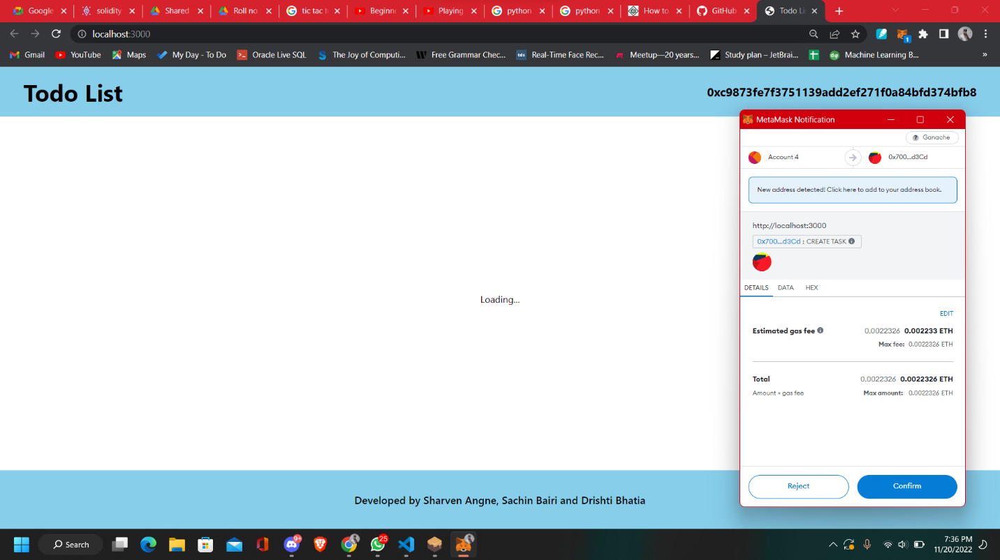 Google
solidity
Shared
Roll no
tic tac t
Beginn
Playing
python
python
How to
GitHub
Todo Li
localhost:3000
1
Gmail
YouTube
Maps
My Day - To Do
Oracle Live SQL
The Joy of Computi...
Free Grammar Chec...
tds
Real-Time Face Rec...
Meetup—20 years...
Study plan – JetBrai...
Machine Learning B...
»
Todo List
0xc9873fe7f3751139add2ef271f0a84bfd374bfb8
MetaMask Notification
? Ganache
Account 4
0x700...d3Cd
New address detected! Click here to add to your address book.
http://localhost:3000
0x700...d3Cd : CREATE TASK
DETAILS DATA HEX
EDIT
Estimated gas fee 0.0022326 0.002233 ETH
Max fee: 0.0022326 ETH
Total 0.0022326 0.0022326 ETH
Amount + gas fee Max amount: 0.0022326 ETH
Reject
Confirm
Loading...
Developed by Sharven Angne, Sachin Bairi and Drishti Bhatia
Search
9+
25
7:36 PM
11/20/2022